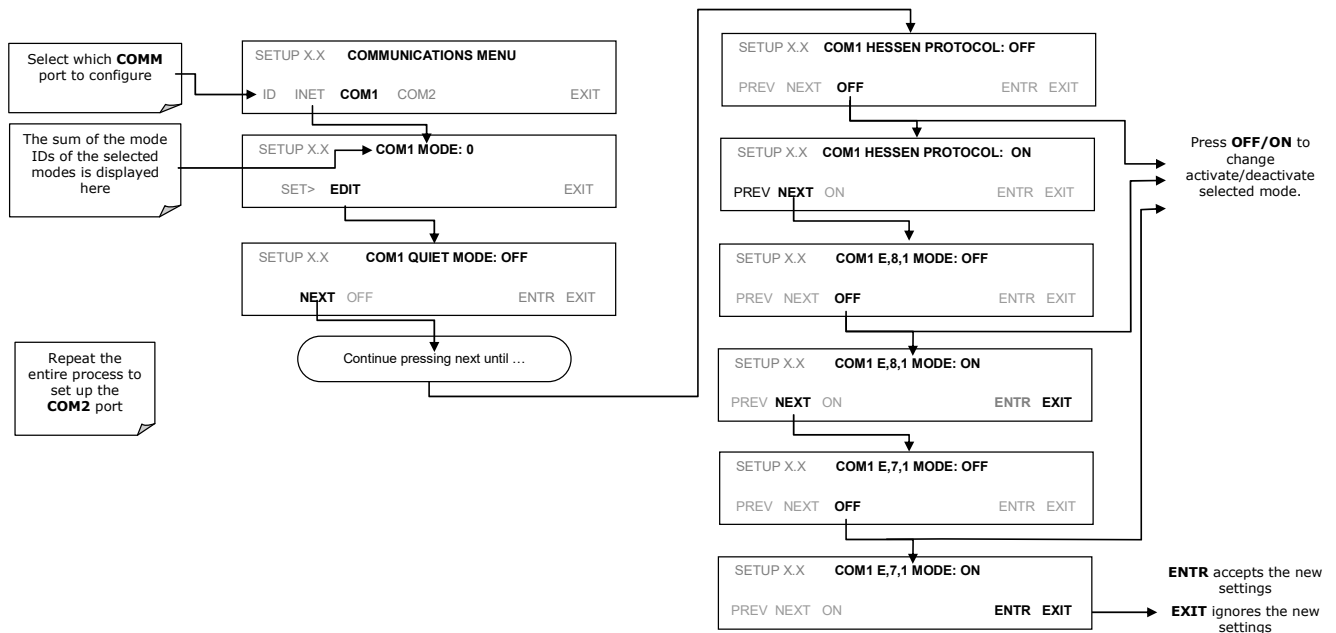 Select which COMM
port to configure
SETUP X.X COMMUNICATIONS MENU
ID INET COM1 COM2 EXIT
The sum of the mode
IDs of the selected
modes is displayed
here
SETUP X.X COM1 MODE: 0
SET> EDIT EXIT
SETUP X.X COM1 QUIET MODE: OFF
NEXT OFF ENTR EXIT
Continue pressing next until …
Repeat the
entire process to
set up the
COM2 port
SETUP X.X COM1 HESSEN PROTOCOL: OFF
PREV NEXT OFF ENTR EXIT
SETUP X.X COM1 HESSEN PROTOCOL: ON
PREV NEXT ON ENTR EXIT
Press OFF/ON to
change
activate/deactivate
selected mode.
SETUP X.X COM1 E,8,1 MODE: OFF
PREV NEXT OFF ENTR EXIT
SETUP X.X COM1 E,8,1 MODE: ON
PREV NEXT ON ENTR EXIT
SETUP X.X COM1 E,7,1 MODE: OFF
PREV NEXT OFF ENTR EXIT
SETUP X.X COM1 E,7,1 MODE: ON
PREV NEXT ON ENTR EXIT
ENTR accepts the new
settings
EXIT ignores the new
settings